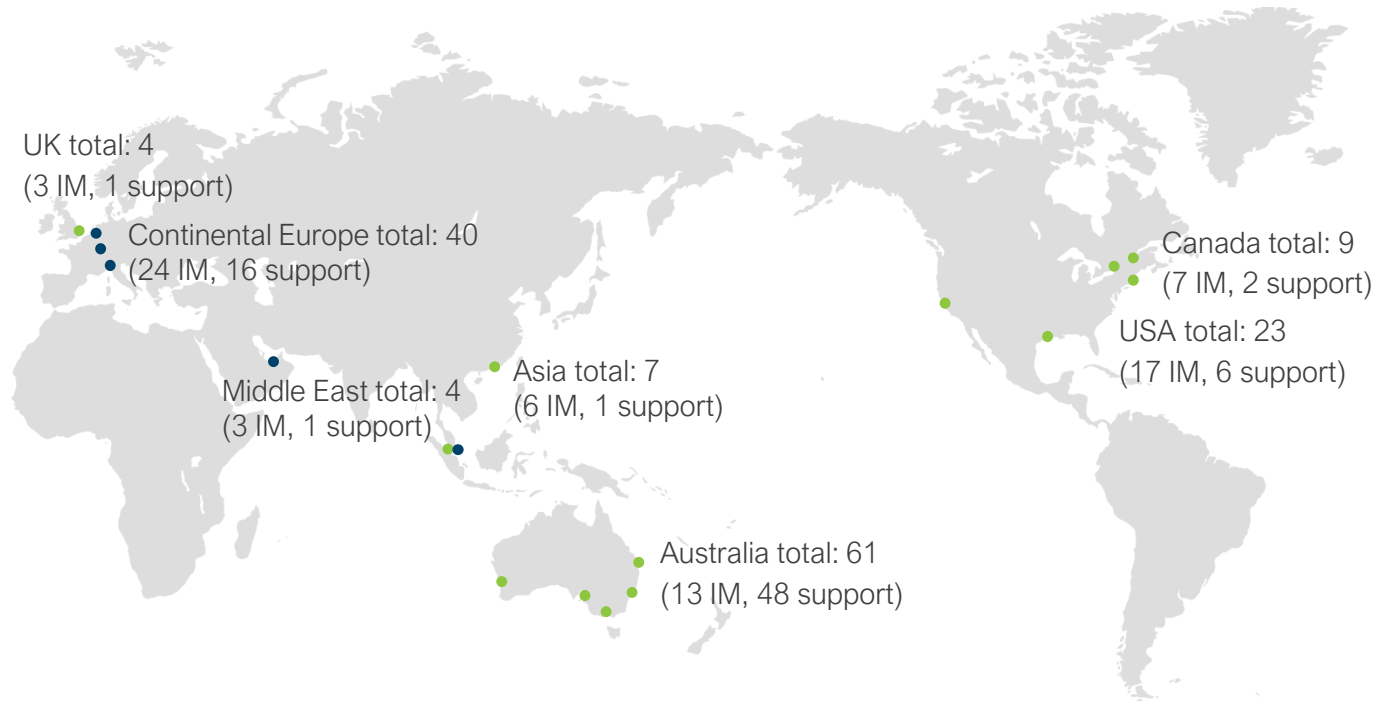 UK total: 4
(3 IM, 1 support)
Continental Europe total: 40
(24 IM, 16 support)
Canada total: 9
(7 IM, 2 support)
USA total: 23
(17 IM, 6 support)
Asia total: 7
(6 IM, 1 support)
Middle East total: 4
(3 IM, 1 support)
Australia total: 61
(13 IM, 48 support)